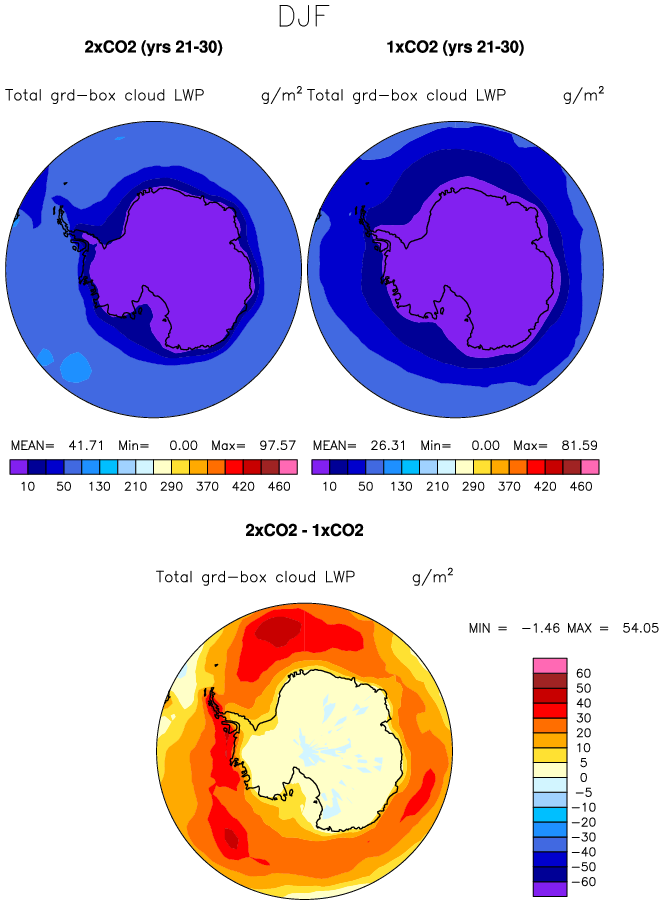 DJF
2xCO2 (yrs 21-30) 1xCO2 (yrs 21-30)
Total grd-box cloud LWP g/m² Total grd-box cloud LWP g/m²
MEAN= 41.71 Min= 0.00 Max= 97.57 MEAN= 26.31 Min= 0.00 Max= 81.59
10 50 130 210 290 370 420 460 10 50 130 210 290 370 420 460
2xCO2 - 1xCO2
Total grd-box cloud LWP g/m²
MIN = -1.46 MAX = 54.05
60
50
40
30
20
10
5
0
-5
-10
-20
-30
-40
-50
-60